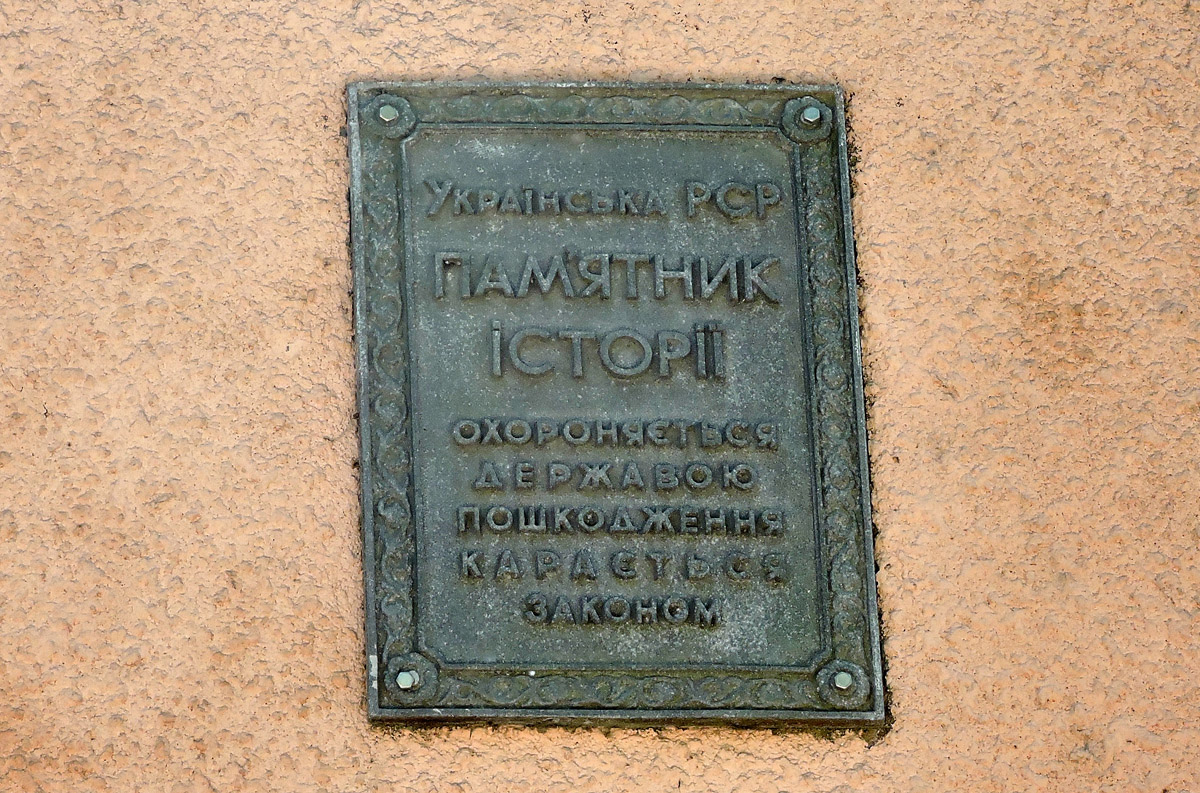 Українська РСР
Пам'ятник
історії
охороняється
державою
пошкодження
карається
законом